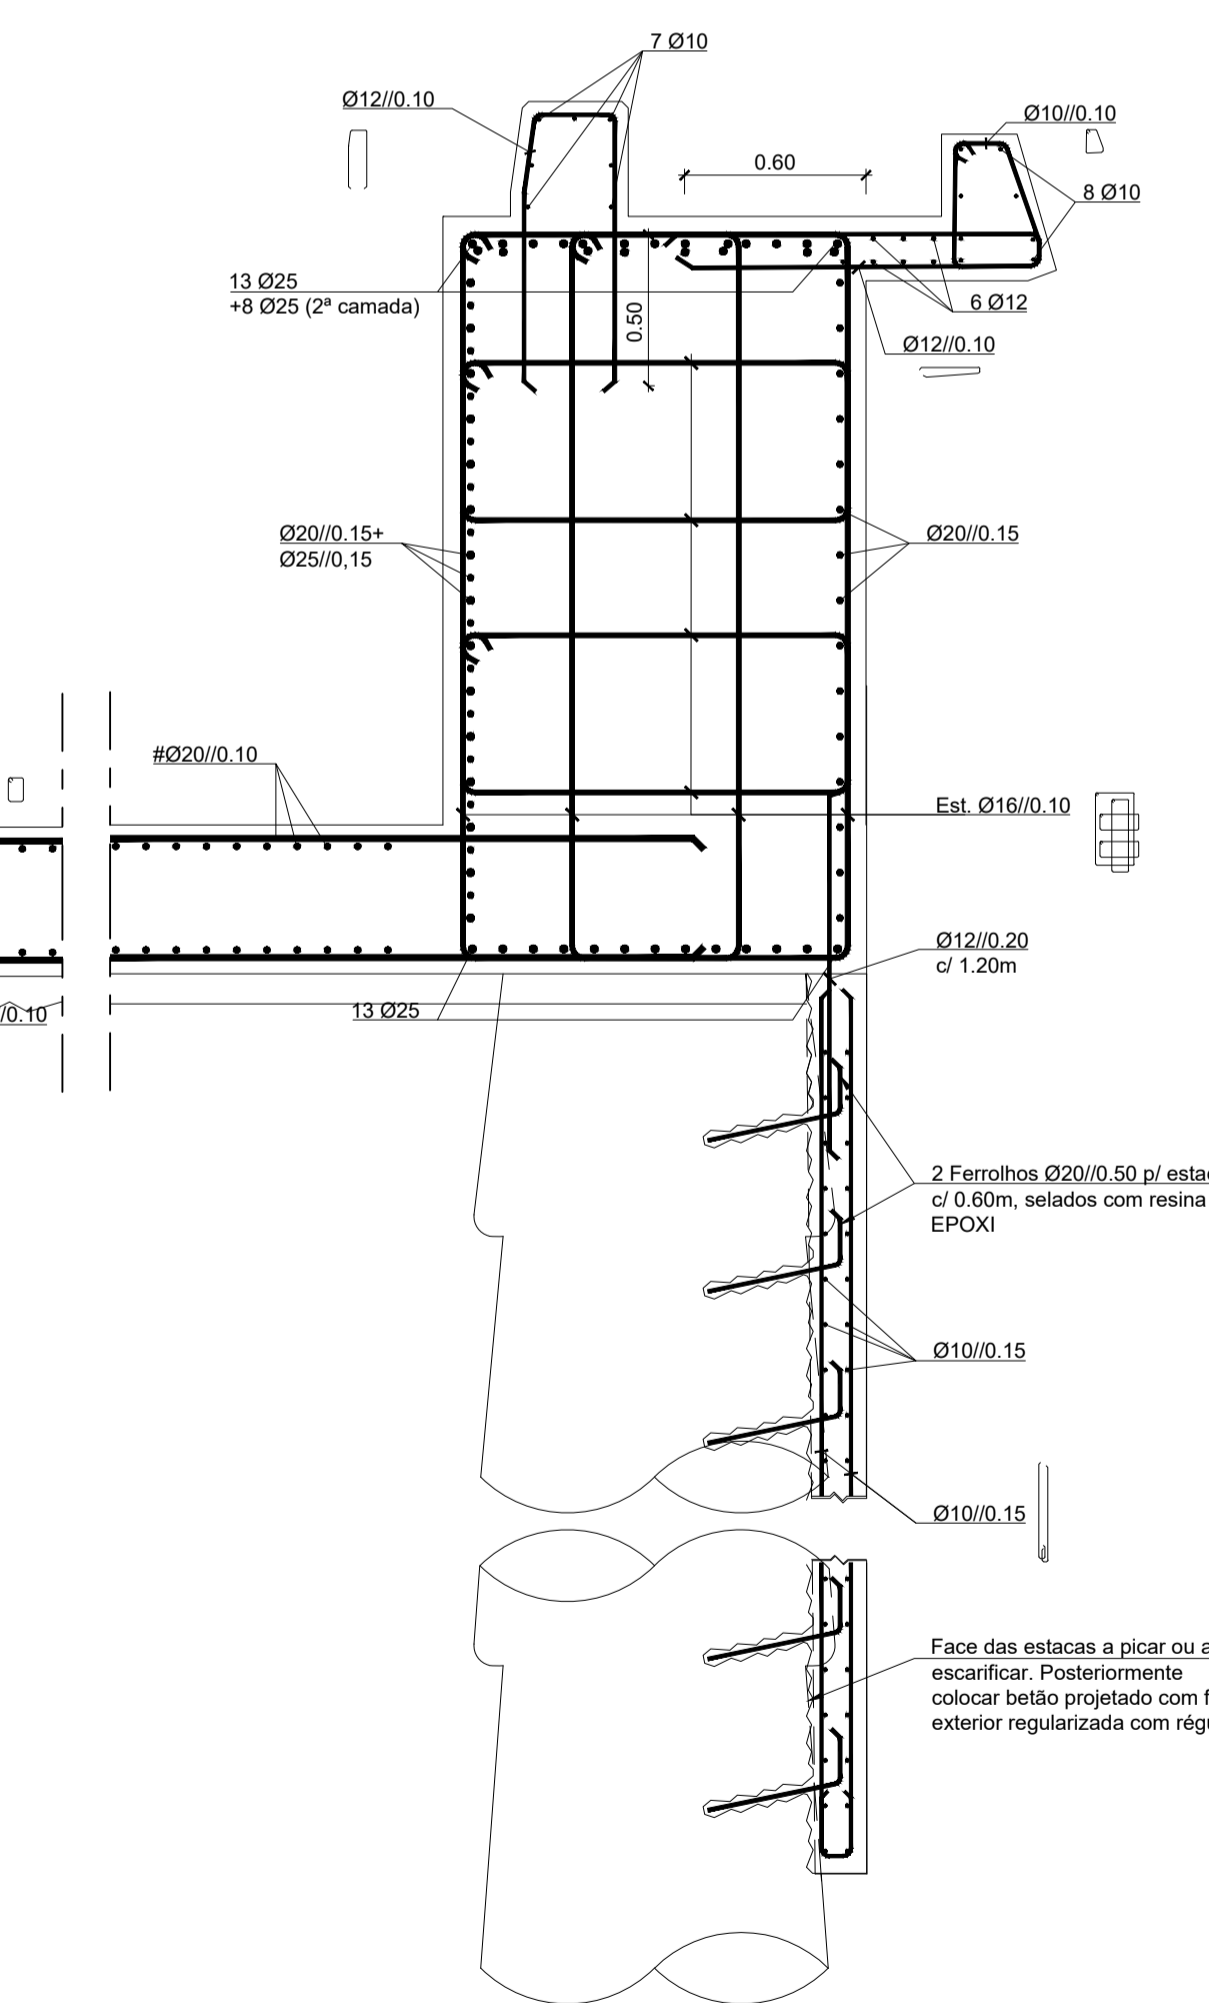 7 Ø10
Ø12//0.10
Ø10//0.10
0.60
8 Ø10
13 Ø25
+8 Ø25 (2ª camada)
6 Ø12
0.50
Ø12//0.10
Ø20//0.15+
Ø25//0,15
Ø20//0.15
#Ø20//0.10
Est. Ø16//0.10
Ø12//0.20
c/ 1.20m
/0.10
13 Ø25
2 Ferrolhos Ø20//0.50 p/
c/ 0.60m, selados com resina
EPOXI
Ø10//0.15
Ø10//0.15
Face das estacas a picar ou a
escarificar. Posteriormente
colocar betão projetado com
exterior regularizada com